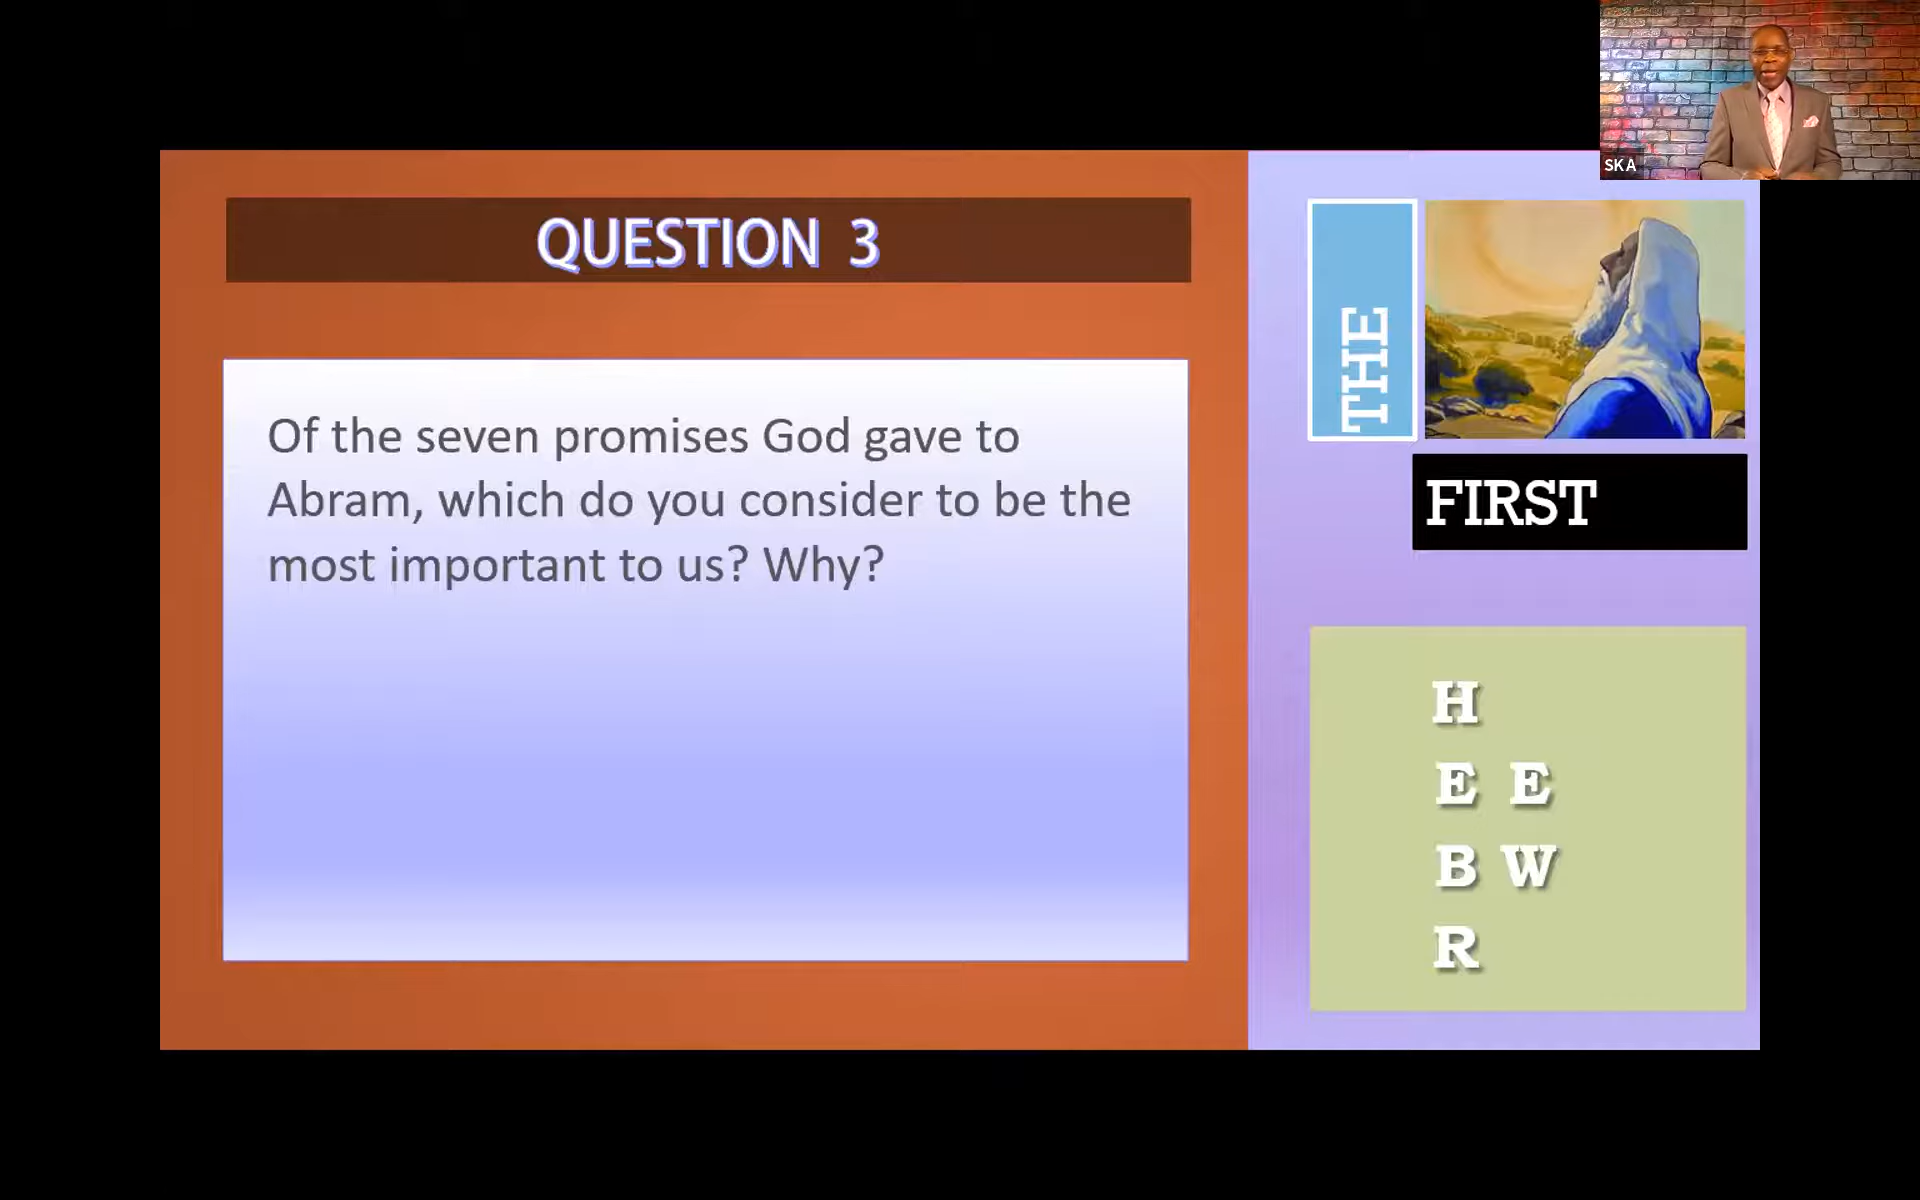 QUESTION 3
Of the seven promises God gave to
Abram, which do you consider to be the
most important to us? Why?
SKA
THE
FIRST
H
E E
B W
R